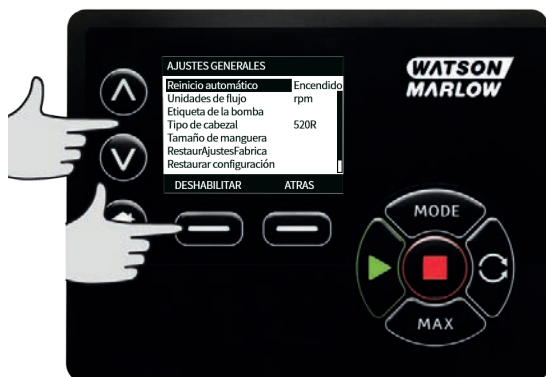 WATSON
MARLOW
AJUSTES GENERALES
Reinicio automático Encendido
Unidades de flujo rpm
Etiqueta de la bomba
Tipo de cabezal 520R
Tamaño de manguera
RestaurAjustesFabrica
Restaurar configuración
DESHABILITAR ATRAS
MODE
MAX